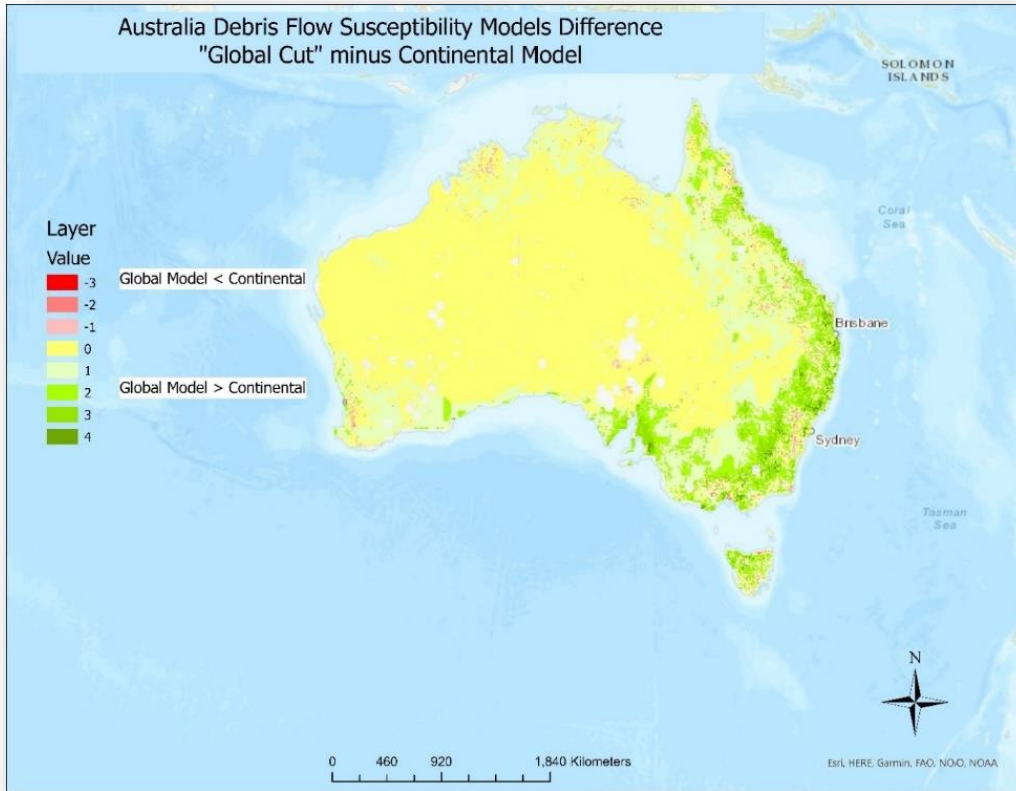 Australia Debris Flow Susceptibility Models Difference
"Global Cut" minus Continental Model
SOLOMON
ISLANDS
Coral
Sea
Layer
Value
-3
Global Model < Continental
-2
-1
0
1
Global Model > Continental
2
3
4
Brisbane
Sydney
Tasman
Sea
N
0 460 920 1,840 Kilometers
Esri, HERE, Garmin, FAO, NOAA